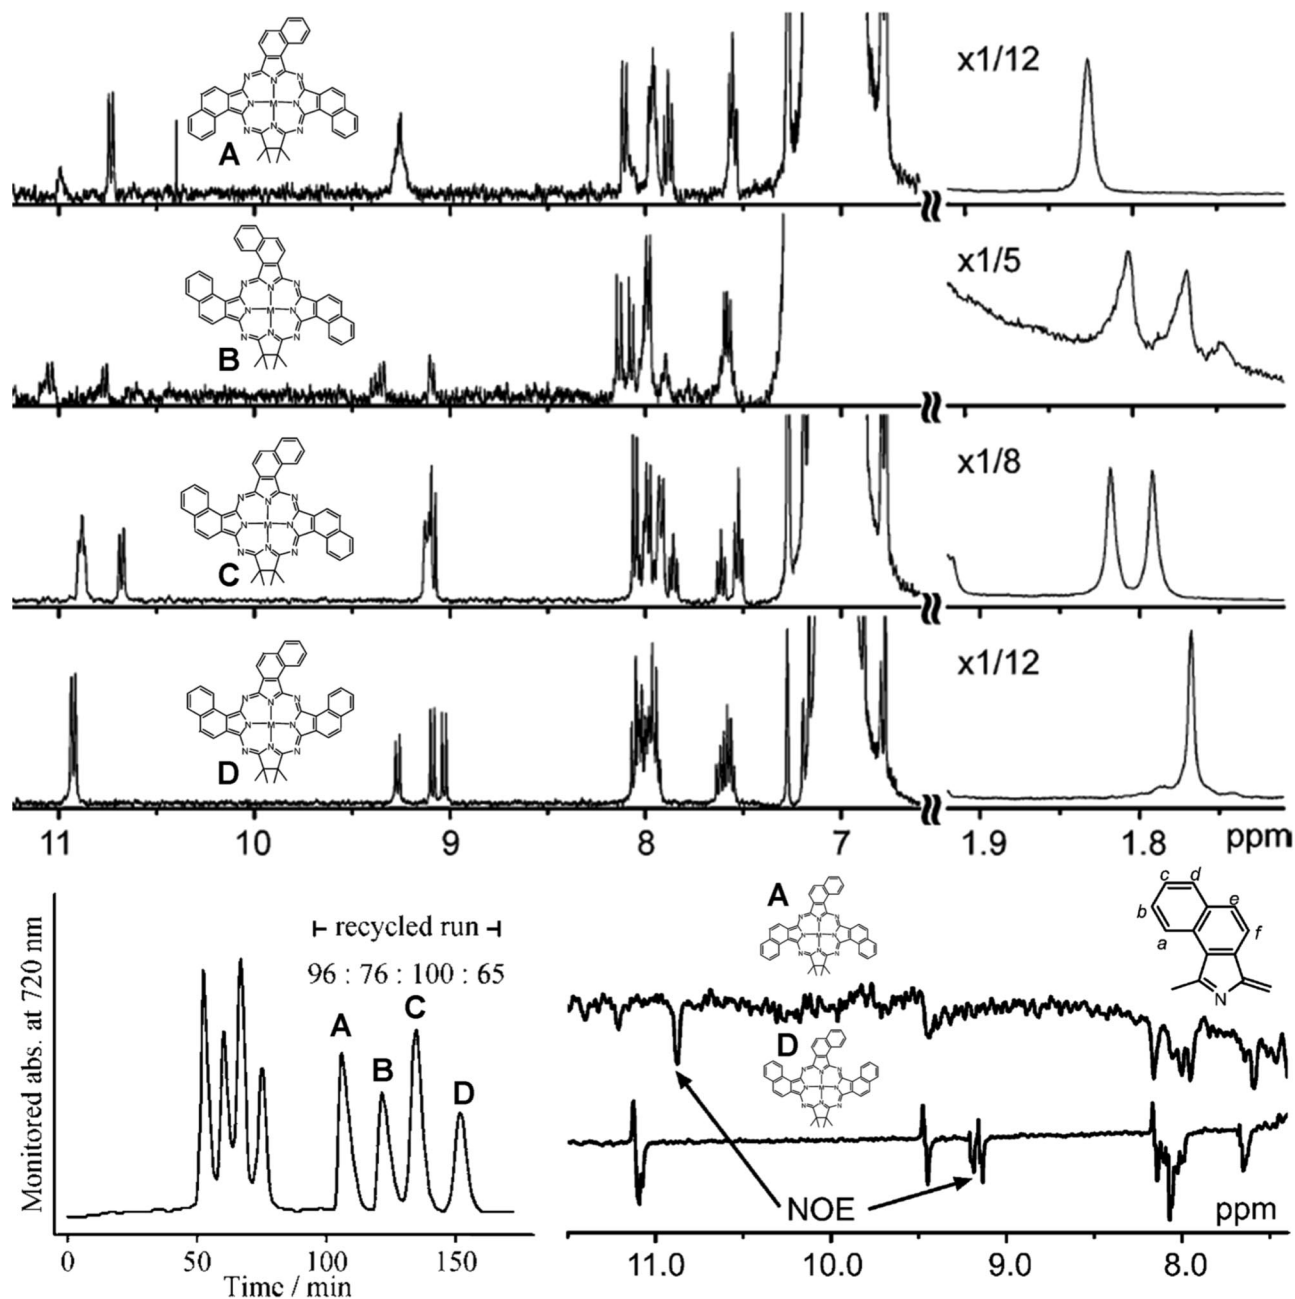 A
x1/12
B
x1/5
C
x1/8
D
x1/12
11 10 9 8 7 1.9 1.8 ppm
Monitored abs. at 720 nm
recycled run
96 : 76 : 100 : 65
A
B
C
D
0 50 100 150
Time / min
A
D
NOE
ppm
11.0 10.0 9.0 8.0
c d
b e
a f
N